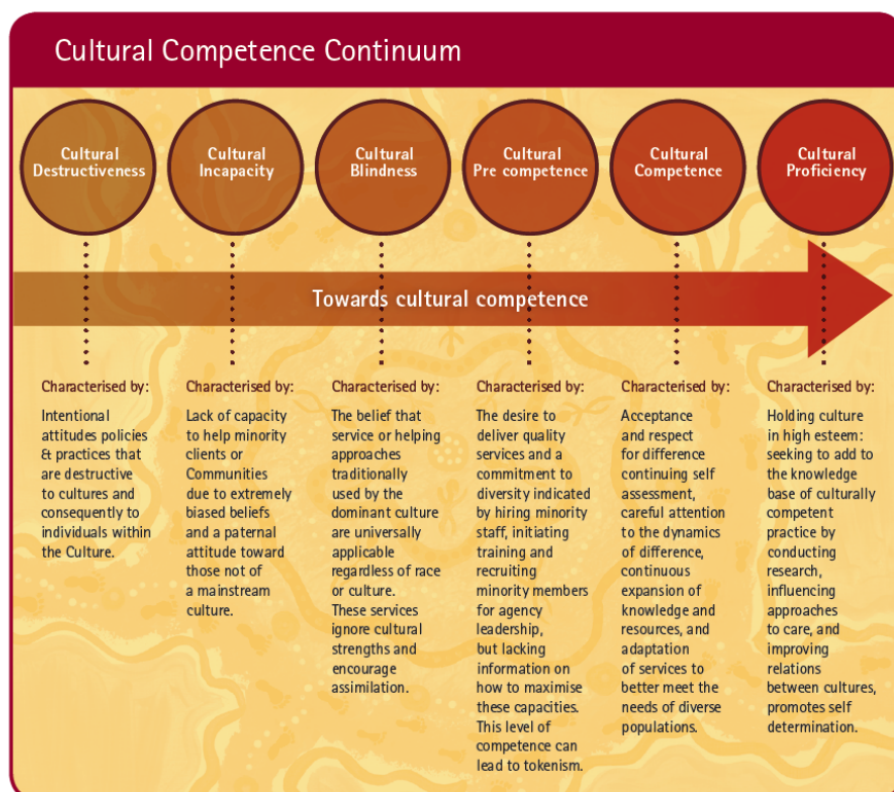 Cultural Competence Continuum
Cultural
Destructiveness
Cultural
Incapacity
Cultural
Blindness
Cultural
Pre competence
Cultural
Competence
Cultural
Proficiency
Towards cultural competence
Characterised by:
Intentional
attitudes policies
& practices that
are destructive
to cultures and
consequently to
individuals within
the Culture.
Characterised by:
Lack of capacity
to help minority
clients or
Communities
due to extremely
biased beliefs
and a paternal
attitude toward
those not of
a mainstream
culture.
Characterised by:
The belief that
service or helping
approaches
traditionally
used by the
dominant culture
are universally
applicable
regardless of race
or culture.
These services
ignore cultural
strengths and
encourage
assimilation.
Characterised by:
The desire to
deliver quality
services and a
commitment to
diversity indicated
by hiring minority
staff, initiating
training and
recruiting
minority members
for agency
leadership,
but lacking
information on
how to maximise
these capacities.
This level of
competence can
lead to tokenism.
Characterised by:
Acceptance
and respect
for difference
continuing self
assessment,
careful attention
to the dynamics
of difference,
continuous
expansion of
knowledge and
resources, and
adaptation
of services to
better meet the
needs of diverse
populations.
Characterised by:
Holding culture
in high esteem:
seeking to add to
the knowledge
base of culturally
competent
practice by
conducting
research,
influencing
approaches
to care, and
improving
relations
between cultures,
promotes self
determination.